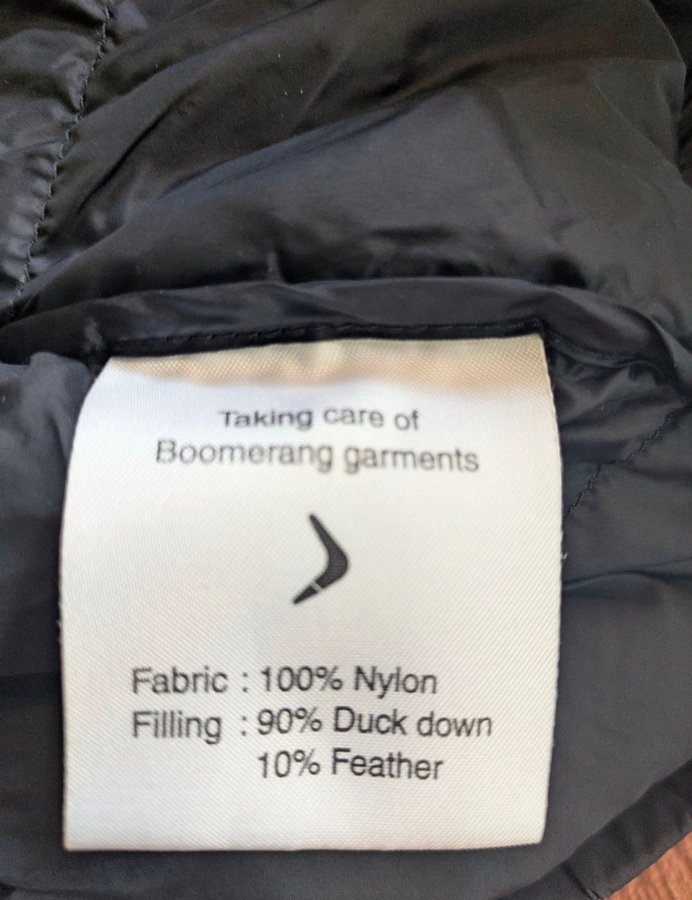 Taking care of
Boomerang garments
Fabric : 100% Nylon
Filling : 90% Duck down
10% Feather